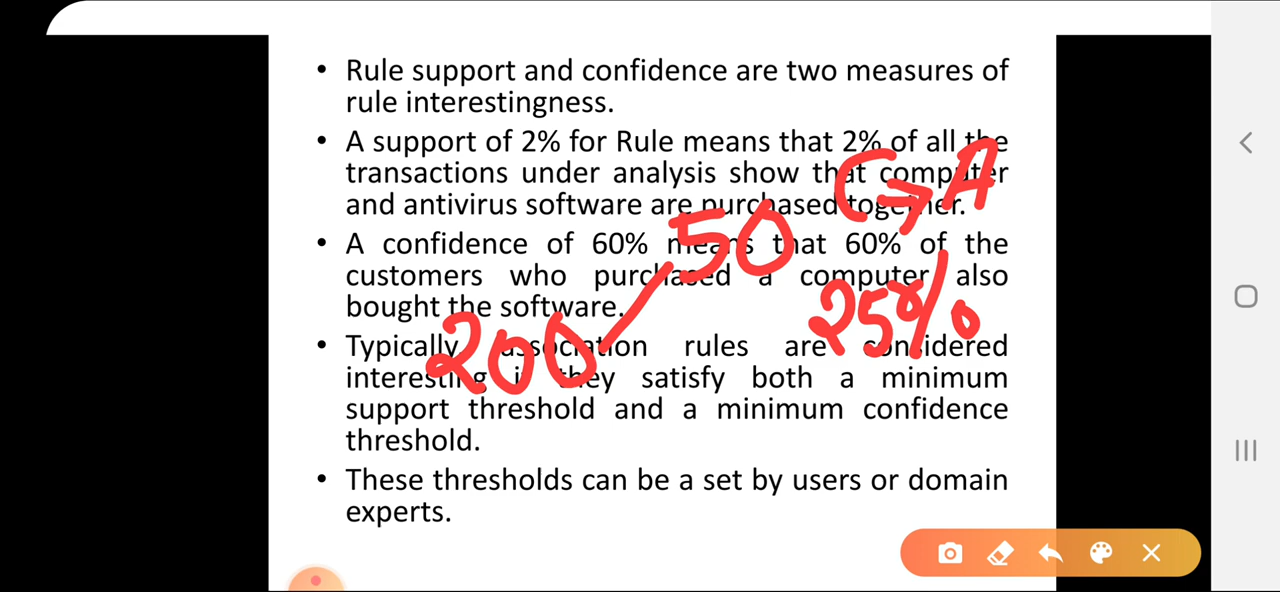 • Rule support and confidence are two measures of
rule interestingness.
• A support of 2% for Rule means that 2% of all the
transactions under analysis show that computer
and antivirus software are purchased together.
C → A
• A confidence of 60% means that 60% of the
50
customers who purchased a computer also
bought the software.
25%
200
• Typically association rules are considered
interesting if they satisfy both a minimum
support threshold and a minimum confidence
threshold.
• These thresholds can be a set by users or domain
experts.